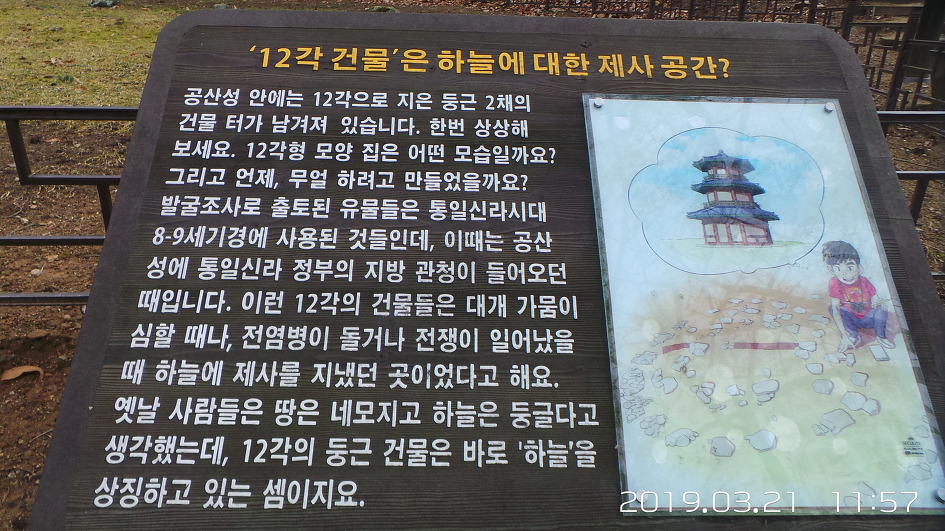 '12각 건물'은 하늘에 대한 제사 공간?
공산성 안에는 12각으로 지은 둥근 2채의
건물 터가 남겨져 있습니다. 한번 상상해
보세요. 12각형 모양 집은 어떤 모습일까요?
그리고 언제, 무얼 하려고 만들었을까요?
발굴조사로 출토된 유물들은 통일신라시대
8-9세기경에 사용된 것들인데, 이때는 공산
성에 통일신라 정부의 지방 관청이 들어오던
때입니다. 이런 12각의 건물들은 대개 가뭄이
심할 때나, 전염병이 돌거나 전쟁이 일어났을
때 하늘에 제사를 지냈던 곳이었다고 해요.
옛날 사람들은 땅은 네모지고 하늘은 둥글다고
생각했는데, 12각의 둥근 건물은 바로 '하늘'을
상징하고 있는 셈이지요.
2019.03.21 11:57